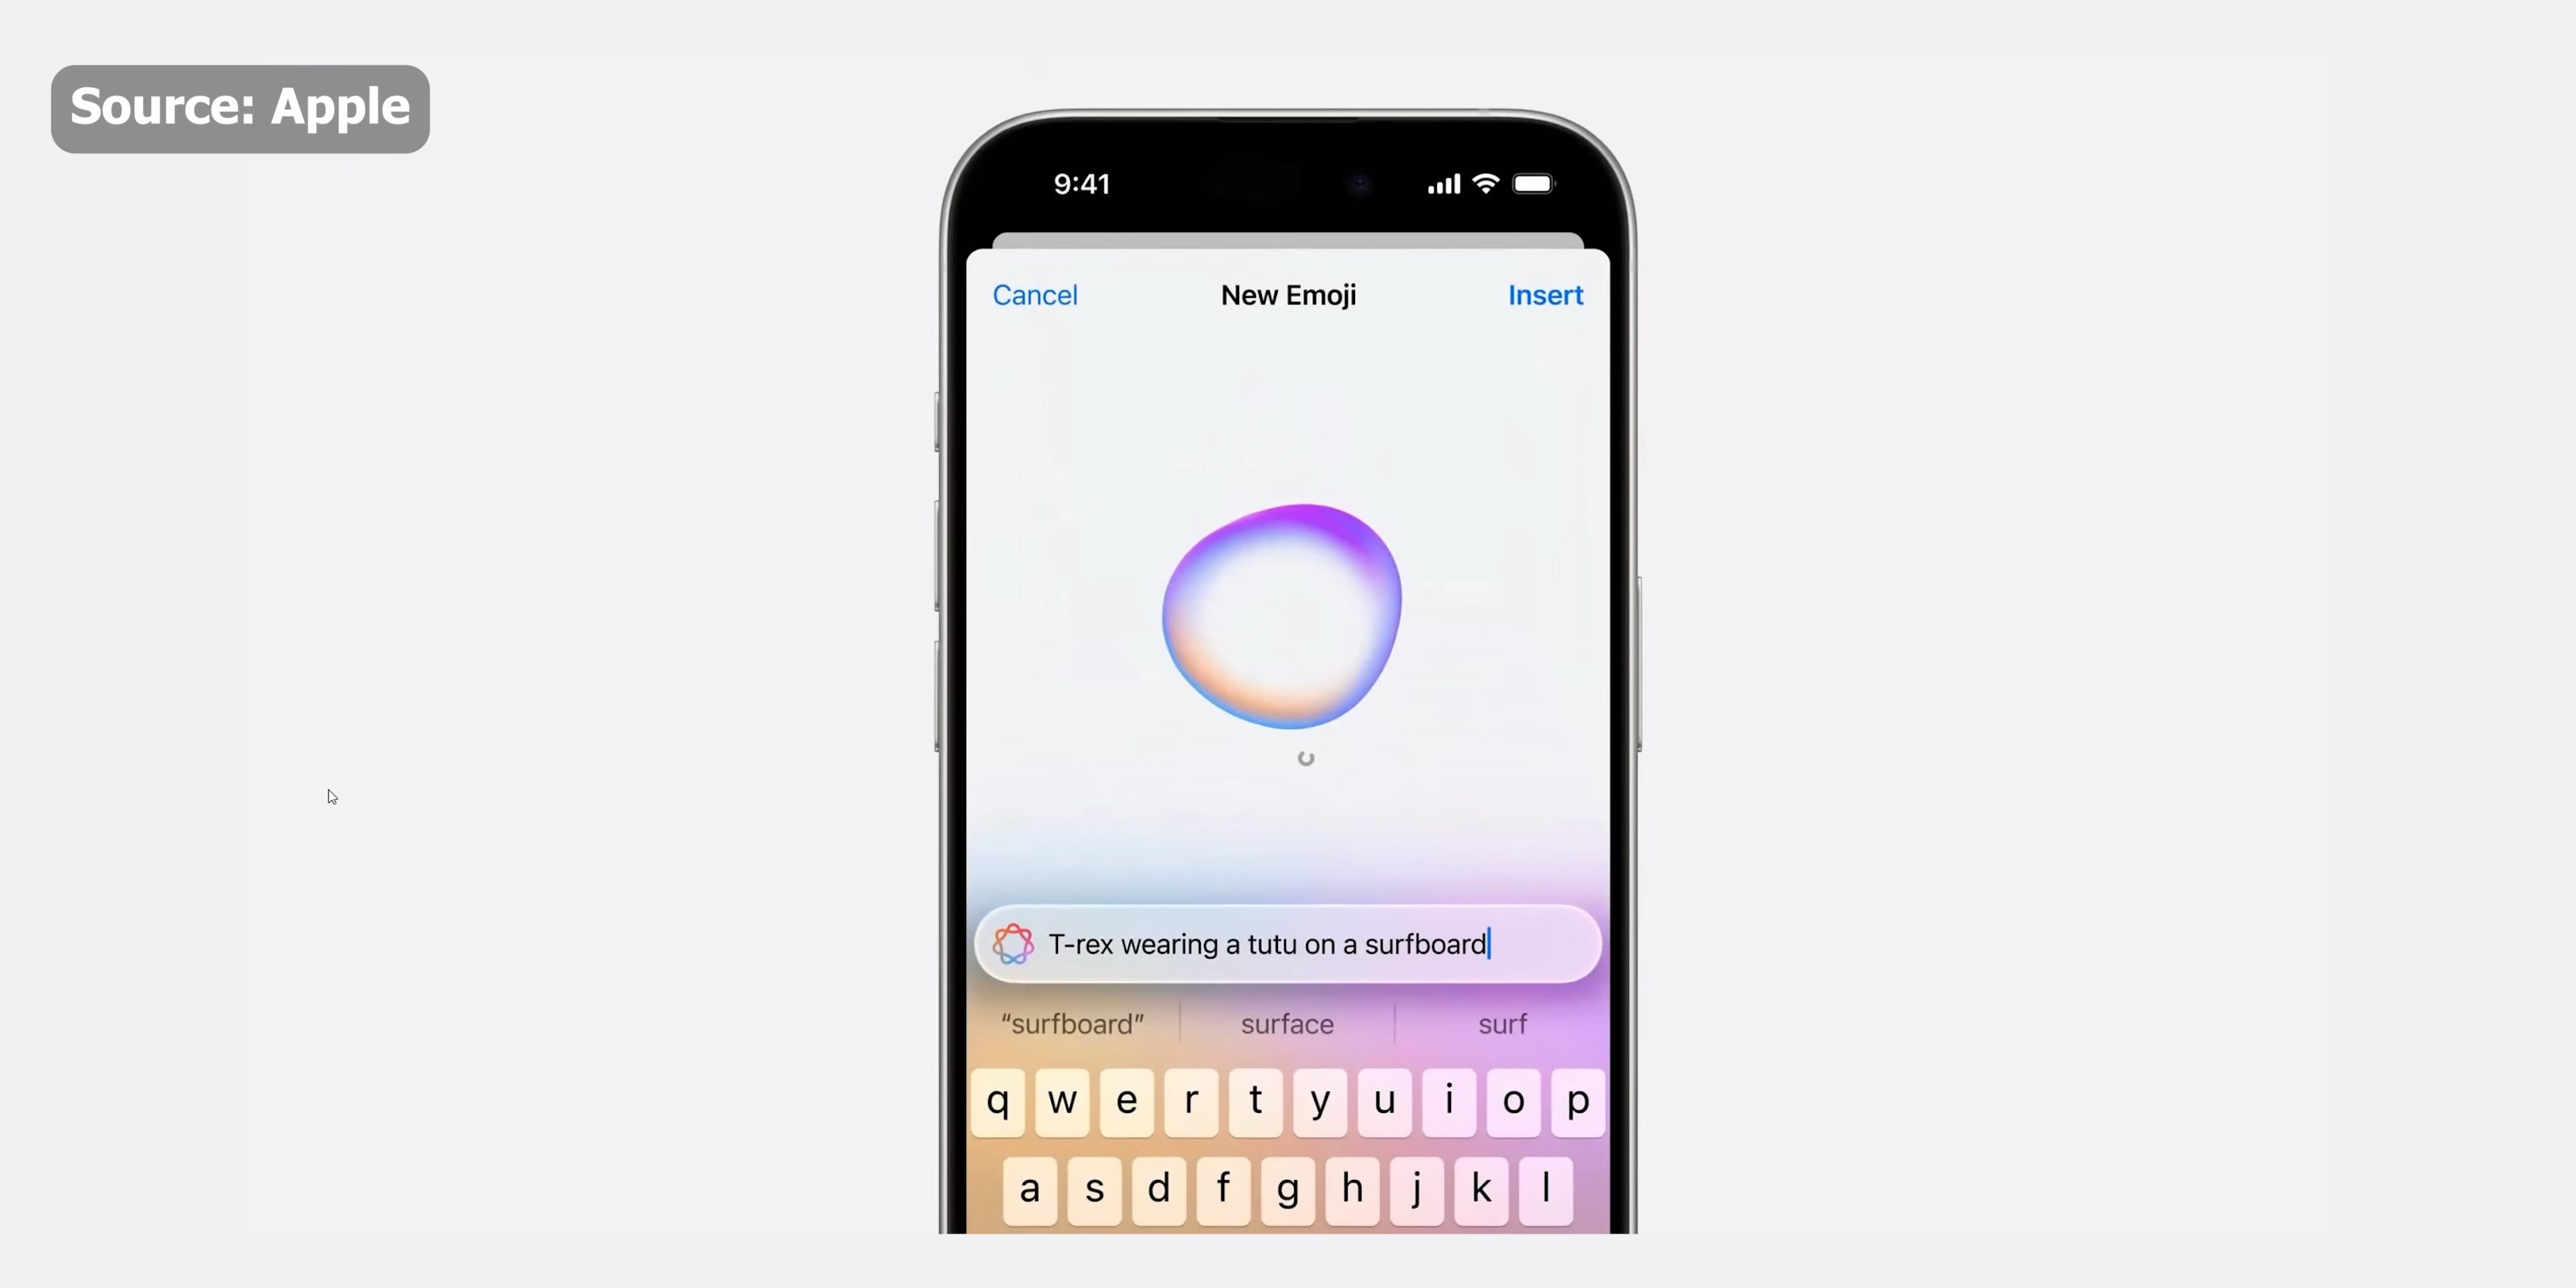 Source: Apple
9:41
Cancel New Emoji Insert
T-rex wearing a tutu on a surfboard
“surfboard” surface surf
q w e r t y u i o p
a s d f g h j k l